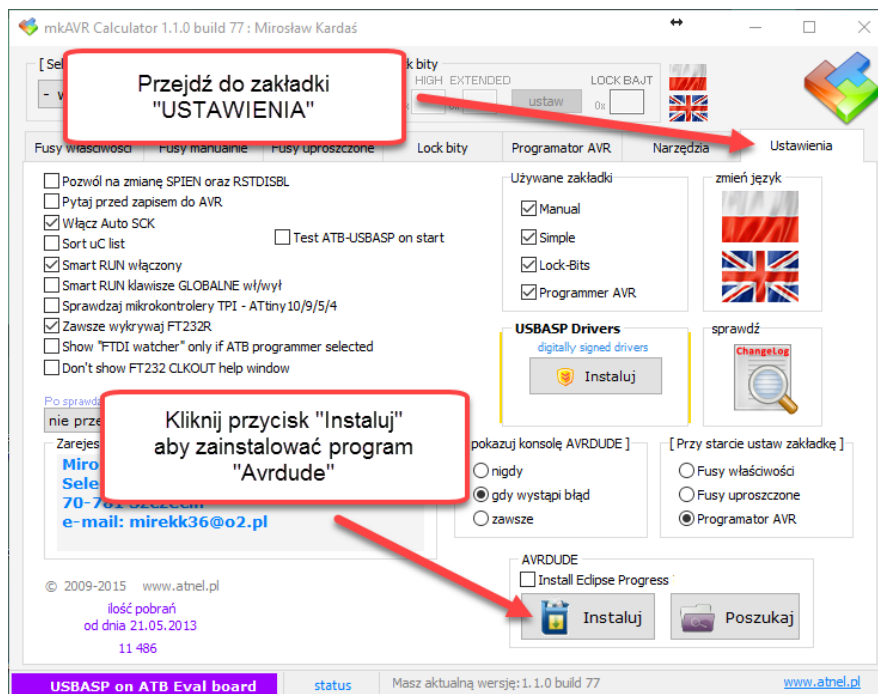 mkAVR Calculator 1.1.0 build 77 : Mirosław Kardaś
[ Sel
k bity
Przejdź do zakładki
"USTAWIENIA"
HIGH EXTENDED
LOCK BAJT
ustaw
0x
Fusy właściwości
Fusy manualnie
Fusy uproszczone
Lock bity
Programator AVR
Narzędzia
Ustawienia
Pozwól na zmianę SPIEN oraz RSTDISBL
Pytaj przed zapisem do AVR
Włącz Auto SCK
Sort uC list
Test ATB-USBASP on start
Smart RUN włączony
Smart RUN klawisze GLOBALNE wł/wył
Sprawdzaj mikrokontrolery TPI - ATtiny10/9/5/4
Zawsze wykrywaj FT232R
Show "FTDI watcher" only if ATB programmer selected
Don't show FT232 CLKOUT help window
Używane zakładki
Manual
Simple
Lock-Bits
Programmer AVR
zmień język
USBASP Drivers
digitally signed drivers
Instaluj
sprawdź
ChangeLog
Po sprawdz
nie prze
Kliknij przycisk "Instaluj"
aby zainstalować program
"Avrdude"
Zarejes
Miro
Sele
70-781 Szczecin
e-mail: mirekk36@o2.pl
pokazuj konsolę AVRDUDE ]
nigdy
gdy wystąpi błąd
zawsze
[ Przy starcie ustaw zakładkę ]
Fusy właściwości
Fusy uproszczone
Programator AVR
AVRDUDE
Install Eclipse Progress
Instaluj
Poszukaj
© 2009-2015 www.atnel.pl
ilość pobrań
od dnia 21.05.2013
11 486
USBASP on ATB Eval board
status
Masz aktualną wersję: 1.1.0 build 77
www.atnel.pl